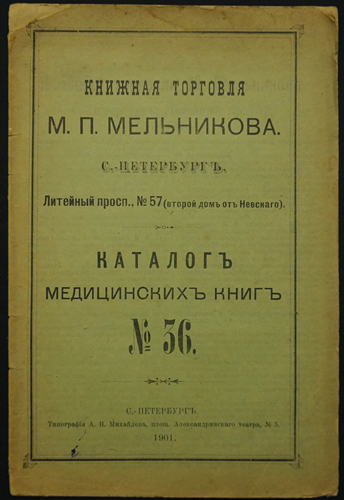 КНИЖНАЯ ТОРГОВЛЯ
М. П. МЕЛЬНИКОВА.
С.-ПЕТЕРБУРГЪ,
Литейный просп., № 57 (второй домъ отъ Невскаго).
КАТАЛОГЪ
МЕДИЦИНСКИХЪ КНИГЪ
№ 36.
С.-ПЕТЕРБУРГЪ.
Типографія А. Н. Михайлова, площ. Александринскаго театра, № 5.
1901.